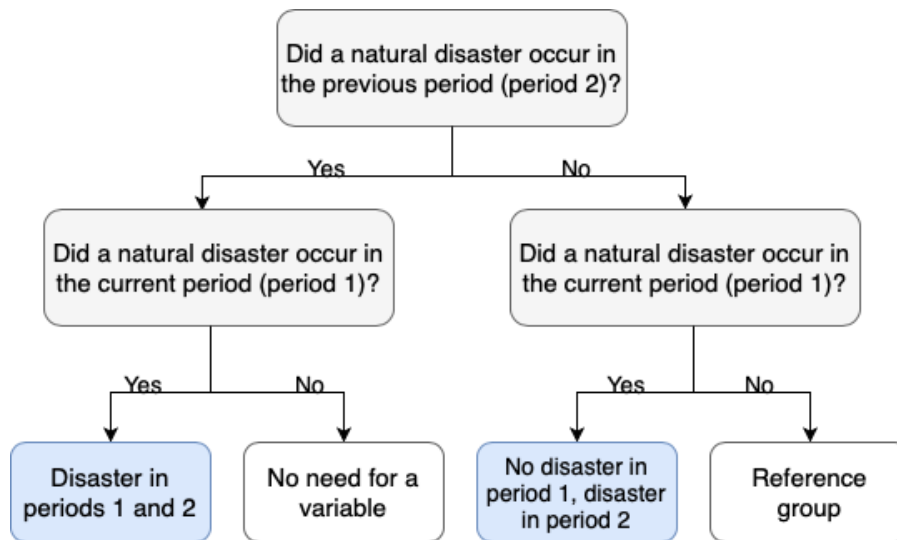 Did a natural disaster occur in
the previous period (period 2)?
Yes
No
Did a natural disaster occur in
the current period (period 1)?
Did a natural disaster occur in
the current period (period 1)?
Yes
No
Yes
No
Disaster in
periods 1 and 2
No need for a
variable
No disaster in
period 1, disaster
in period 2
Reference
group